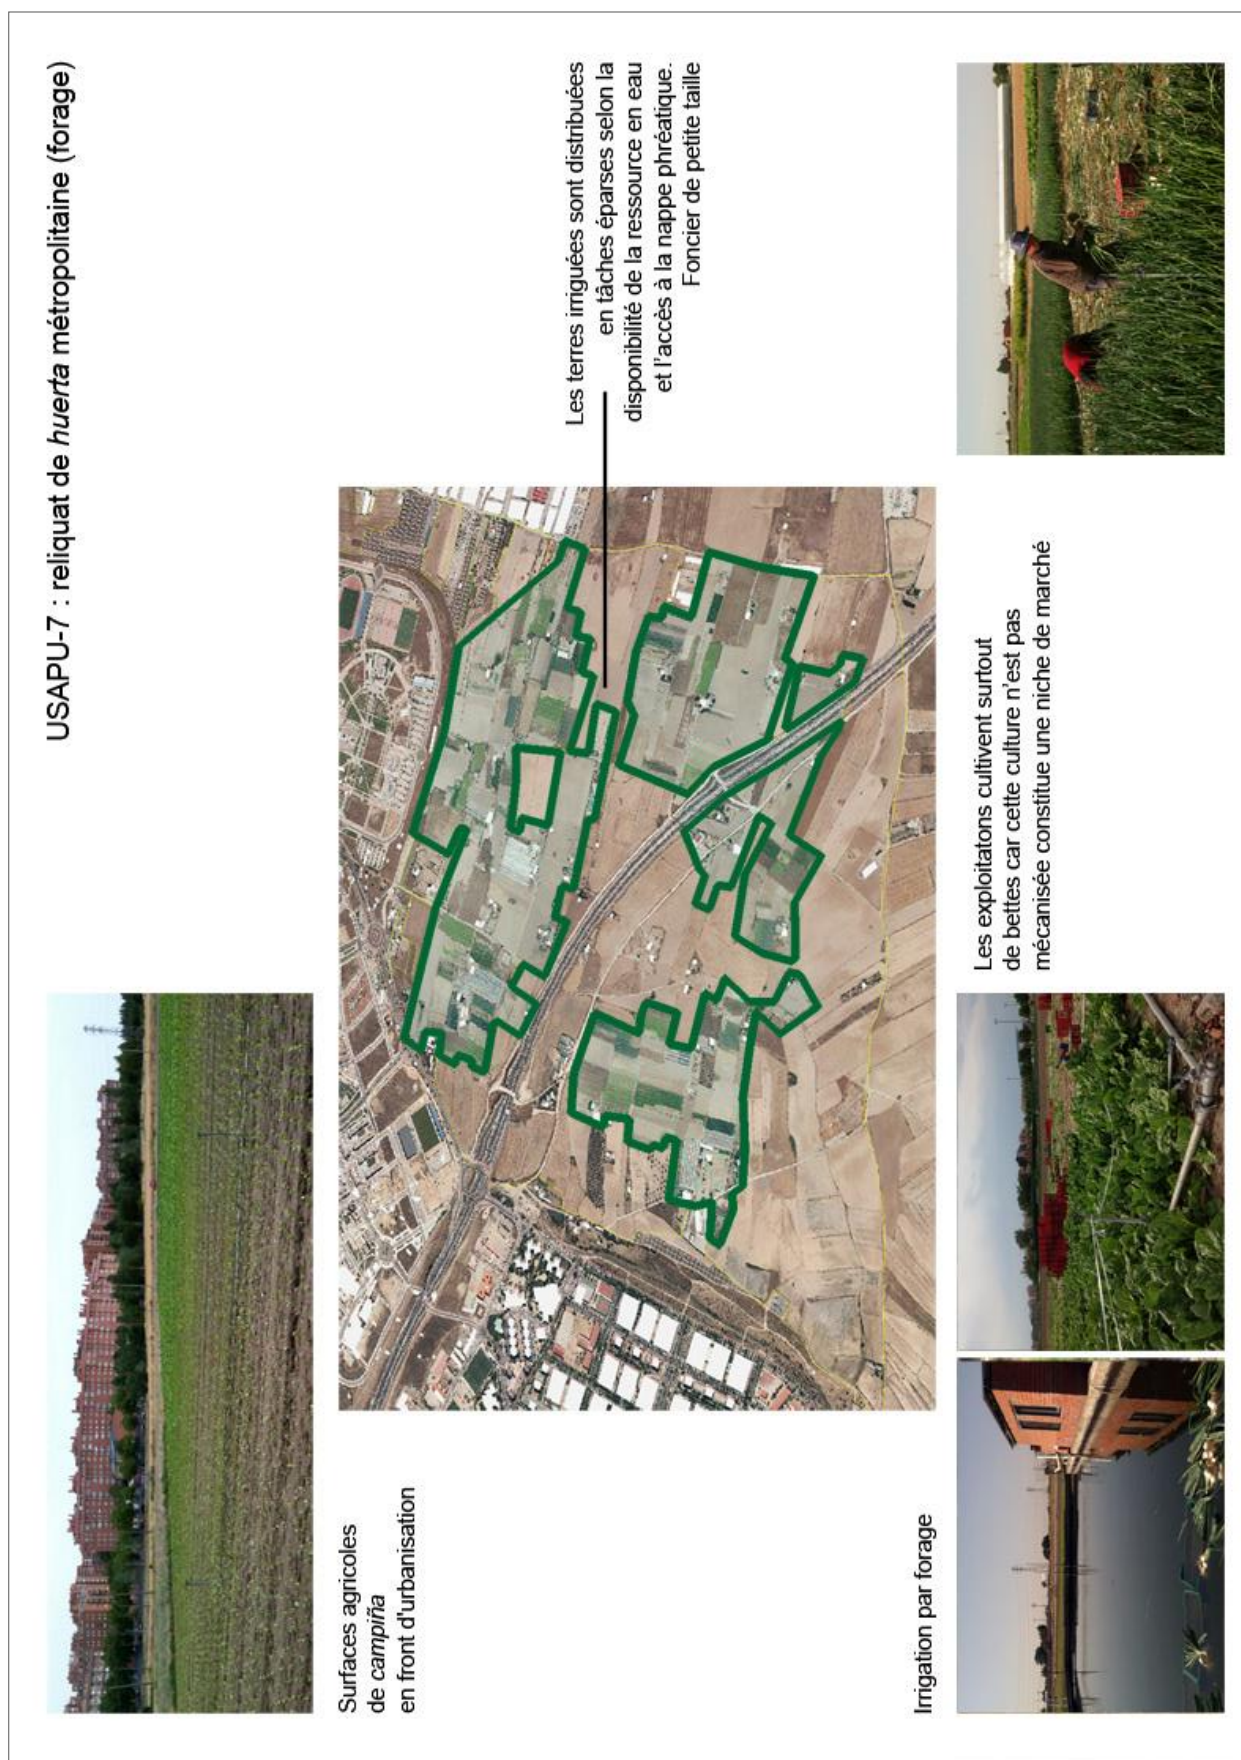 USAPU-7 : reliquat de huerta métropolitaine (forage)
Surfaces agricoles
de campiña
en front d'urbanisation
Les terres irriguées sont distribuées
en tâches éparses selon la
disponibilité de la ressource en eau
et l'accès à la nappe phréatique.
Foncier de petite taille
Irrigation par forage
Les exploitatons cultivent surtout
de bettes car cette culture n'est pas
mécanisée constitue une niche de marché